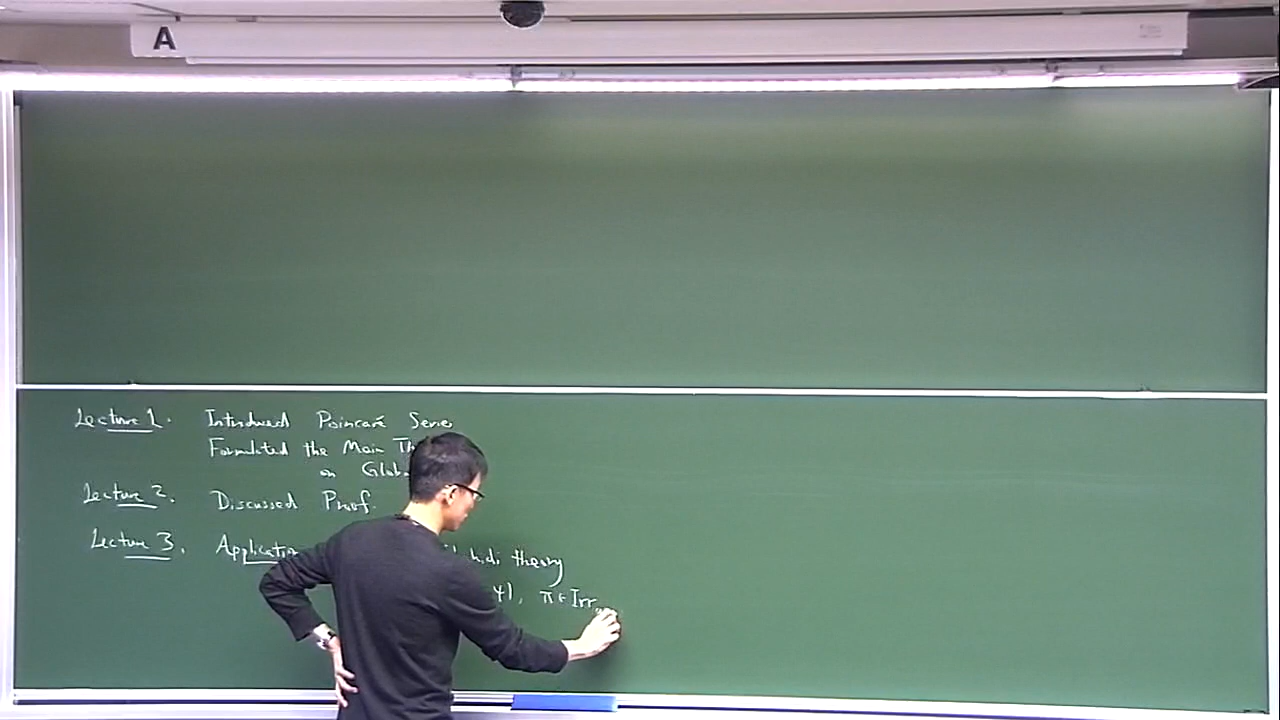 A
Lecture 1. Introduced Poincaré Series
Formulated the Main Th
on Glob
Lecture 2. Discussed Proof.
Lecture 3. Application theory
ψ), π ∈ Irr